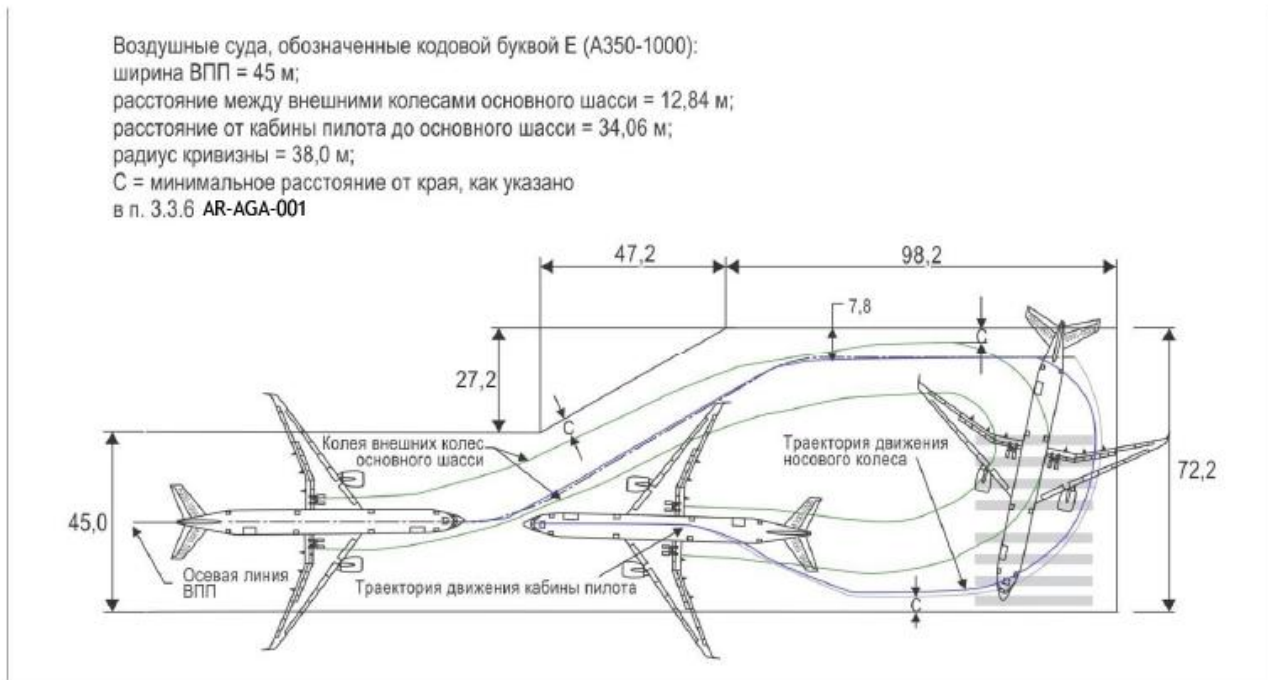 Воздушные суда, обозначенные кодовой буквой Е (А350-1000):
ширина ВПП = 45 м;
расстояние между внешними колесами основного шасси = 12,84 м;
расстояние от кабины пилота до основного шасси = 34,06 м;
радиус кривизны = 38,0 м;
С = минимальное расстояние от края, как указано
в п. 3.3.6 AR-AGA-001
47,2
98,2
7,8
С
27,2
С
Колея внешних колес
основного шасси
Траектория движения
носового колеса
72,2
45,0
Осевая линия
ВПП
Траектория движения кабины пилота
С